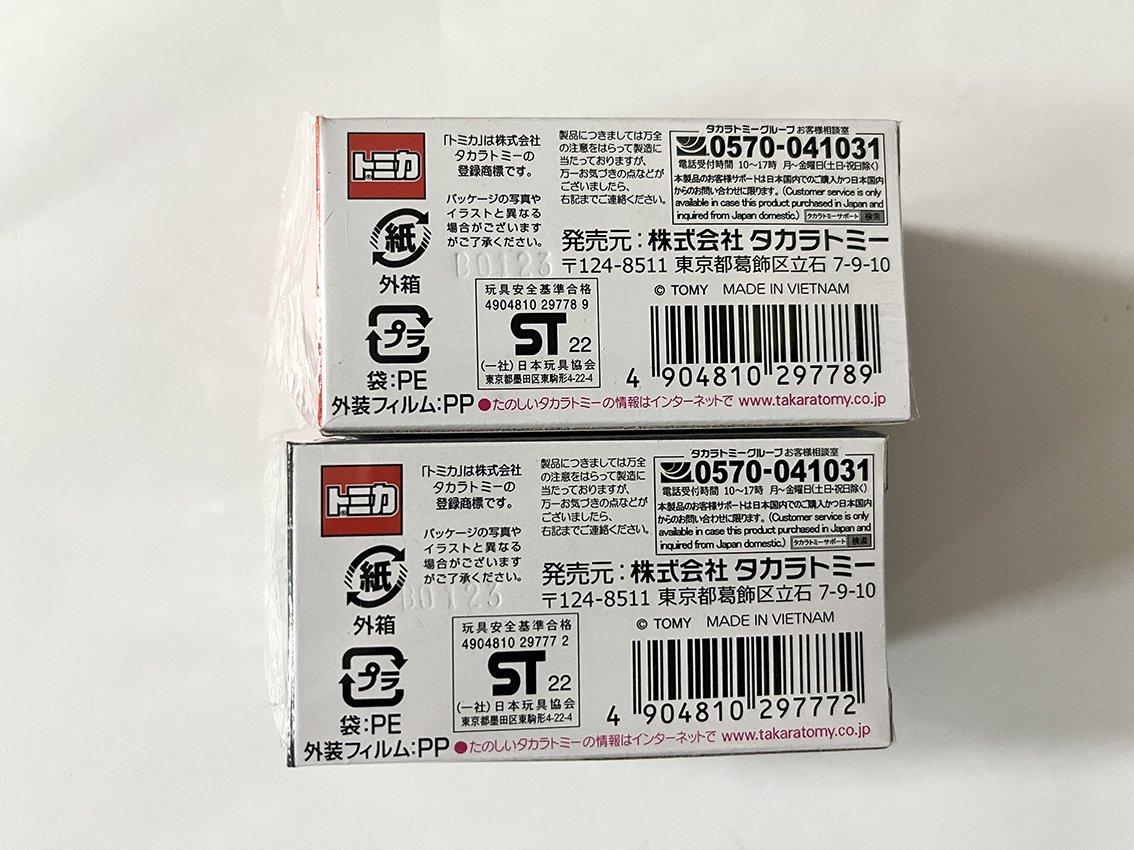 トミカ
「トミカ」は株式会社
タカラトミーの
登録商標です。
パッケージの写真や
イラストと異なる
場合がございます
がご了承ください。
製品につきましては万全
の注意をはらって製造に
当たっておりますが、
万一お気づきの点などが
ございましたら、
右記までご連絡ください。
タカラトミーグループ お客様相談室
0570-041031
電話受付時間 10〜17時 月〜金曜日(土日・祝日除く)
本製品のお客様サポートは日本国内でのご購入かつ日本国内
からのお問い合わせに限ります。(Customer service is only
available in case this product purchased in Japan and
inquired from Japan domestic.) タカラトミーサポート 検索
紙
外箱
プラ
袋:PE
外装フィルム:PP
B0123
発売元:株式会社 タカラトミー
〒124-8511 東京都葛飾区立石 7-9-10
© TOMY MADE IN VIETNAM
玩具安全基準合格
4904810 29778 9
ST 22
(一社)日本玩具協会
東京都墨田区東駒形4-22-4
4 904810 297789
●たのしいタカラトミーの情報はインターネットで www.takaratomy.co.jp
トミカ
「トミカ」は株式会社
タカラトミーの
登録商標です。
パッケージの写真や
イラストと異なる
場合がございます
がご了承ください。
製品につきましては万全
の注意をはらって製造に
当たっておりますが、
万一お気づきの点などが
ございましたら、
右記までご連絡ください。
タカラトミーグループ お客様相談室
0570-041031
電話受付時間 10〜17時 月〜金曜日(土日・祝日除く)
本製品のお客様サポートは日本国内でのご購入かつ日本国内
からのお問い合わせに限ります。(Customer service is only
available in case this product purchased in Japan and
inquired from Japan domestic.) タカラトミーサポート 検索
紙
外箱
プラ
袋:PE
外装フィルム:PP
B0123
発売元:株式会社 タカラトミー
〒124-8511 東京都葛飾区立石 7-9-10
© TOMY MADE IN VIETNAM
玩具安全基準合格
4904810 29777 2
ST 22
(一社)日本玩具協会
東京都墨田区東駒形4-22-4
4 904810 297772
●たのしいタカラトミーの情報はインターネットで www.takaratomy.co.jp